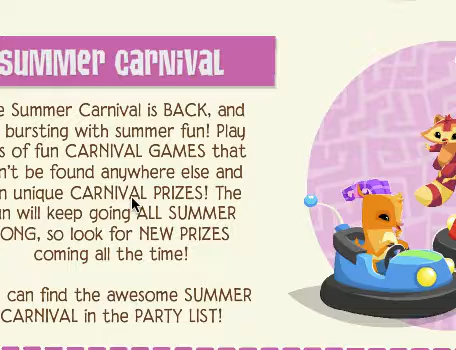 SUMMER CARNIVAL
e Summer Carnival is BACK, and
bursting with summer fun! Play
s of fun CARNIVAL GAMES that
n't be found anywhere else and
n unique CARNIVAL PRIZES! The
un will keep going ALL SUMMER
ONG, so look for NEW PRIZES
coming all the time!
can find the awesome SUMMER
CARNIVAL in the PARTY LIST!